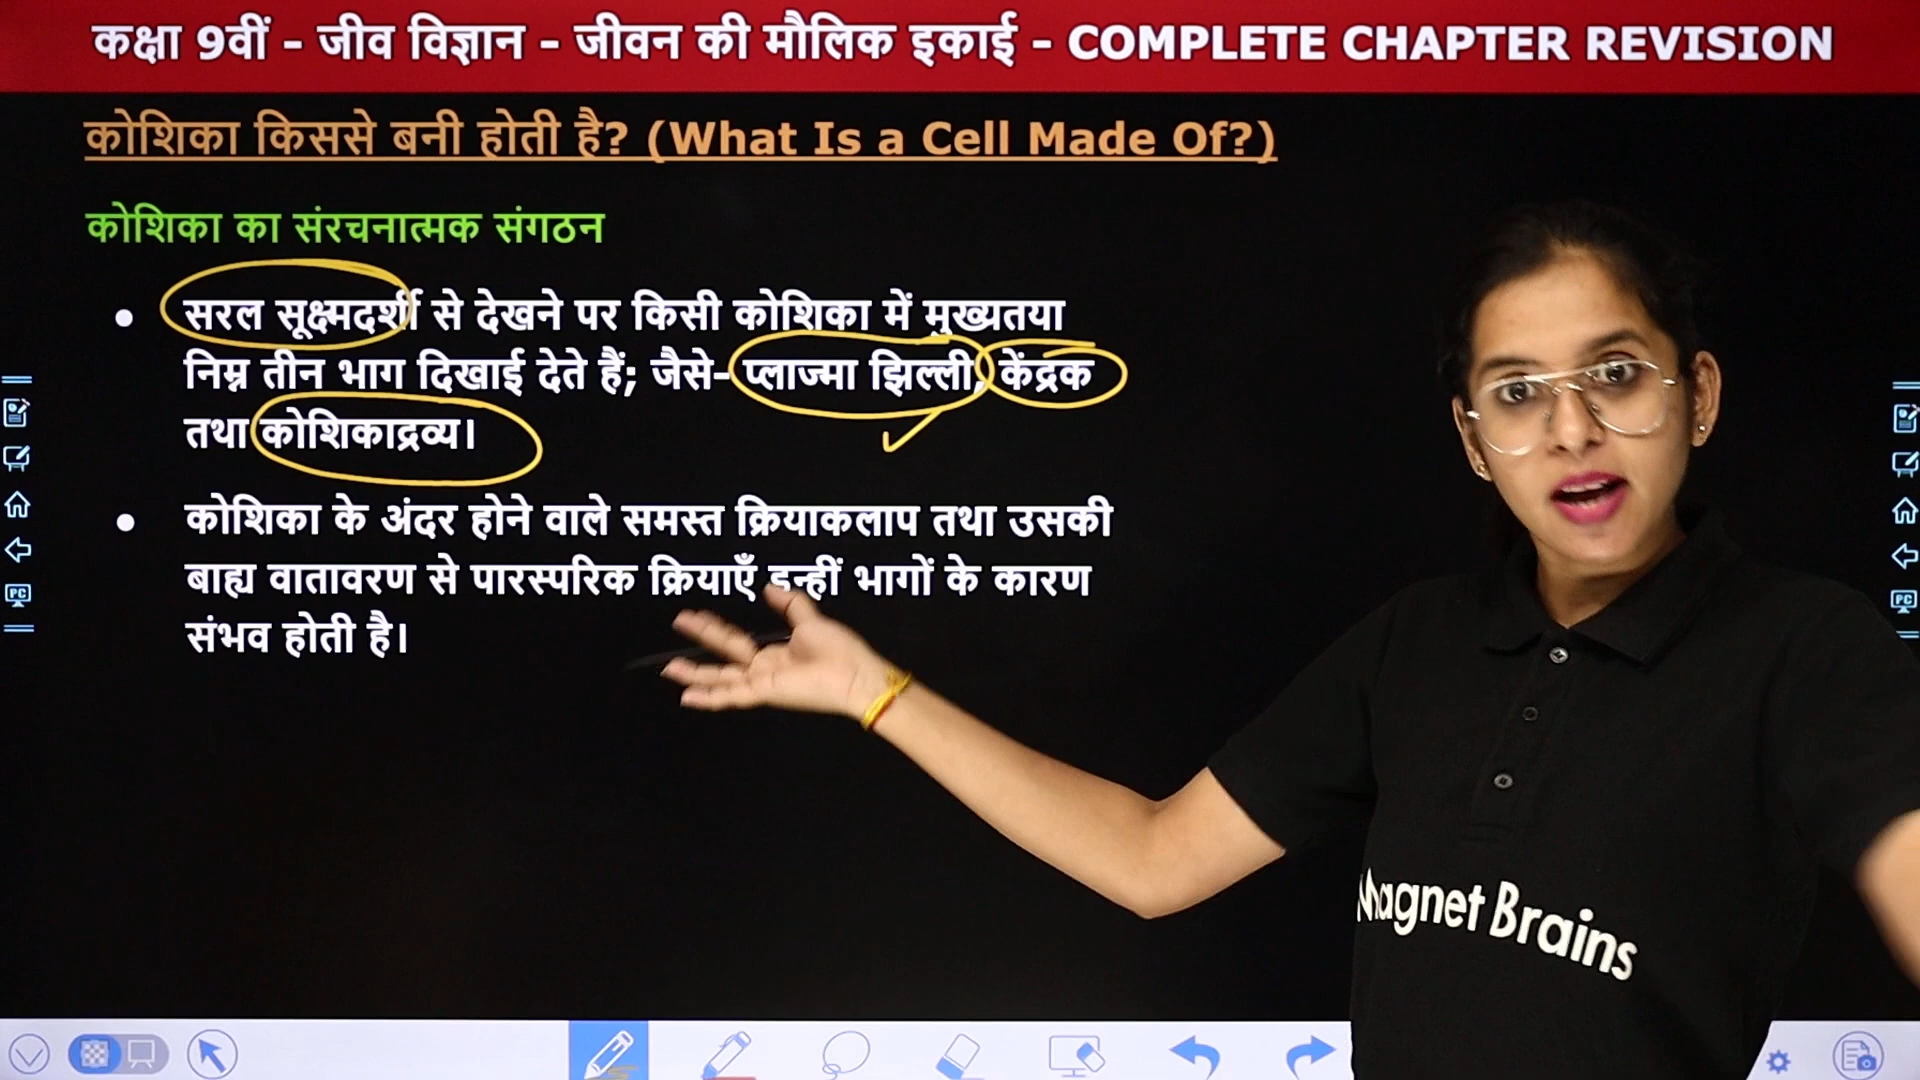 कक्षा 9वीं - जीव विज्ञान - जीवन की मौलिक इकाई - COMPLETE CHAPTER REVISION
कोशिका किससे बनी होती है? (What Is a Cell Made Of?)
कोशिका का संरचनात्मक संगठन
• सरल सूक्ष्मदर्शी से देखने पर किसी कोशिका में मुख्यतया
निम्न तीन भाग दिखाई देते हैं; जैसे- प्लाज्मा झिल्ली, केंद्रक
तथा कोशिकाद्रव्य।
• कोशिका के अंदर होने वाले समस्त क्रियाकलाप तथा उसकी
बाह्य वातावरण से पारस्परिक क्रियाएँ इन्हीं भागों के कारण
संभव होती है।
PC
PC
Magnet Brains